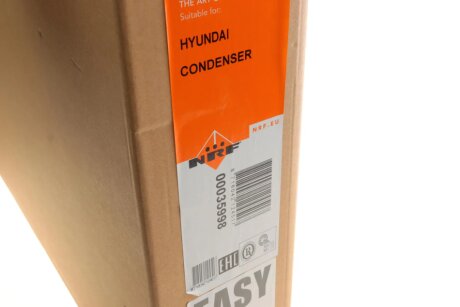 THE ART O
Suitable for:
HYUNDAI
CONDENSER
NRF.EU
NRF
00035998
EAC
EASY